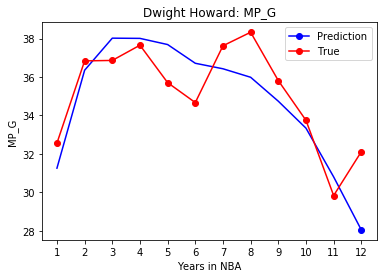 Dwight Howard: MP_G
Prediction
True
MP_G
38
36
34
32
30
28
1 2 3 4 5 6 7 8 9 10 11 12
Years in NBA